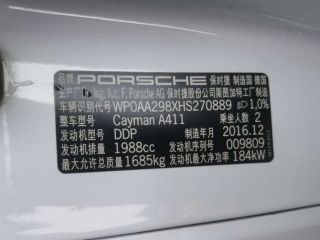 品牌 PORSCHE 保时捷 制造国 德国
生产厂 Dr. Ing. h.c. F. Porsche AG 保时捷股份公司斯图加特工厂制造
车辆识别代号 WP0AA298XHS270889 1,0%
整车型号 Cayman A411 乘坐人数 2
发动机型号 DDP 制造年月 2016.12
发动机排量 1988cc 发动机序列号 009809
最大允许总质量 1685kg 发动机最大净功率 184kW